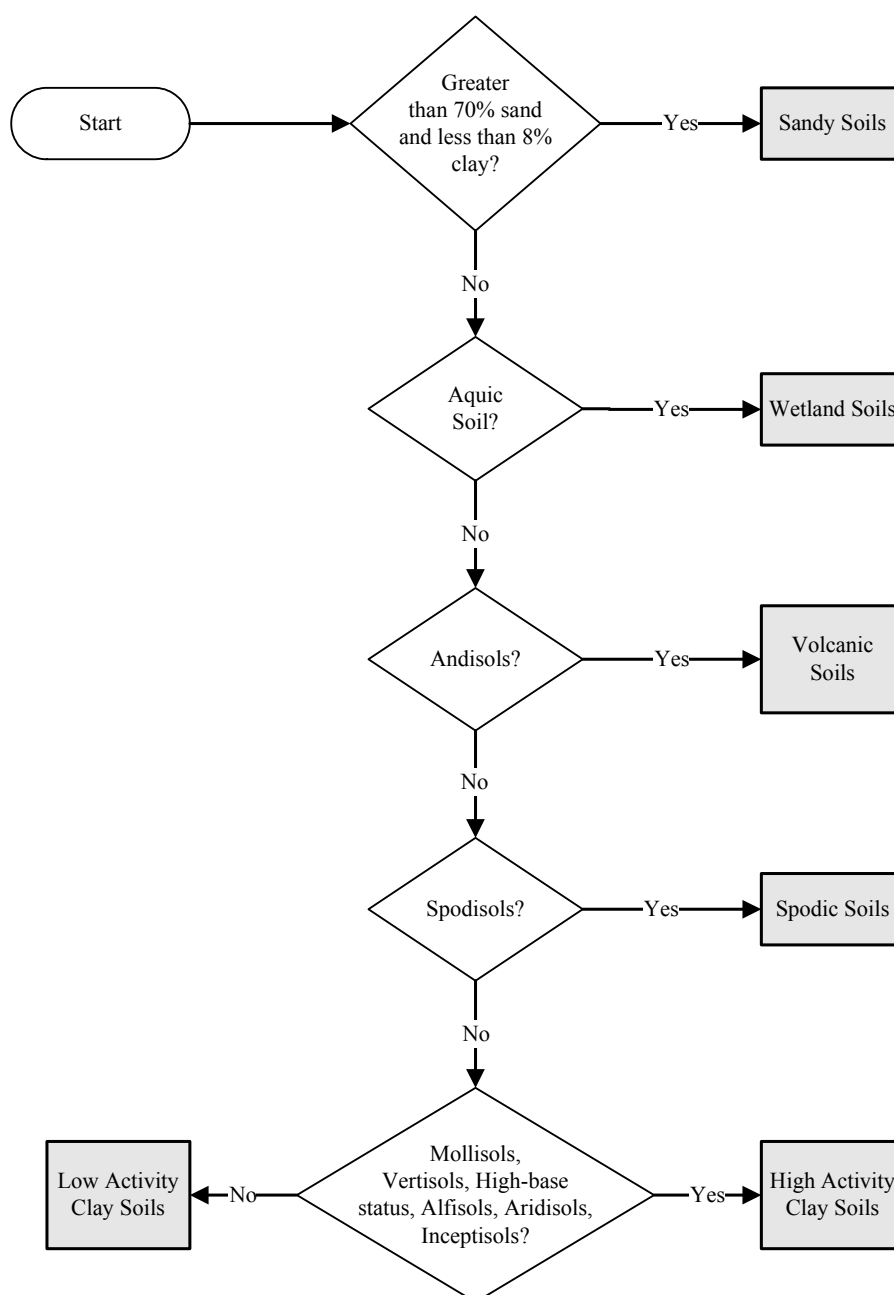 Greater
than 70% sand
and less than 8%
clay?
Start
Yes
Sandy Soils
No
Aquic
Soil?
Yes
Wetland Soils
No
Andisols?
Yes
Volcanic
Soils
No
Spodisols?
Yes
Spodic Soils
No
Mollisols,
Vertisols, High-base
status, Alfisols, Aridisols,
Inceptisols?
Low Activity
Clay Soils
No
Yes
High Activity
Clay Soils